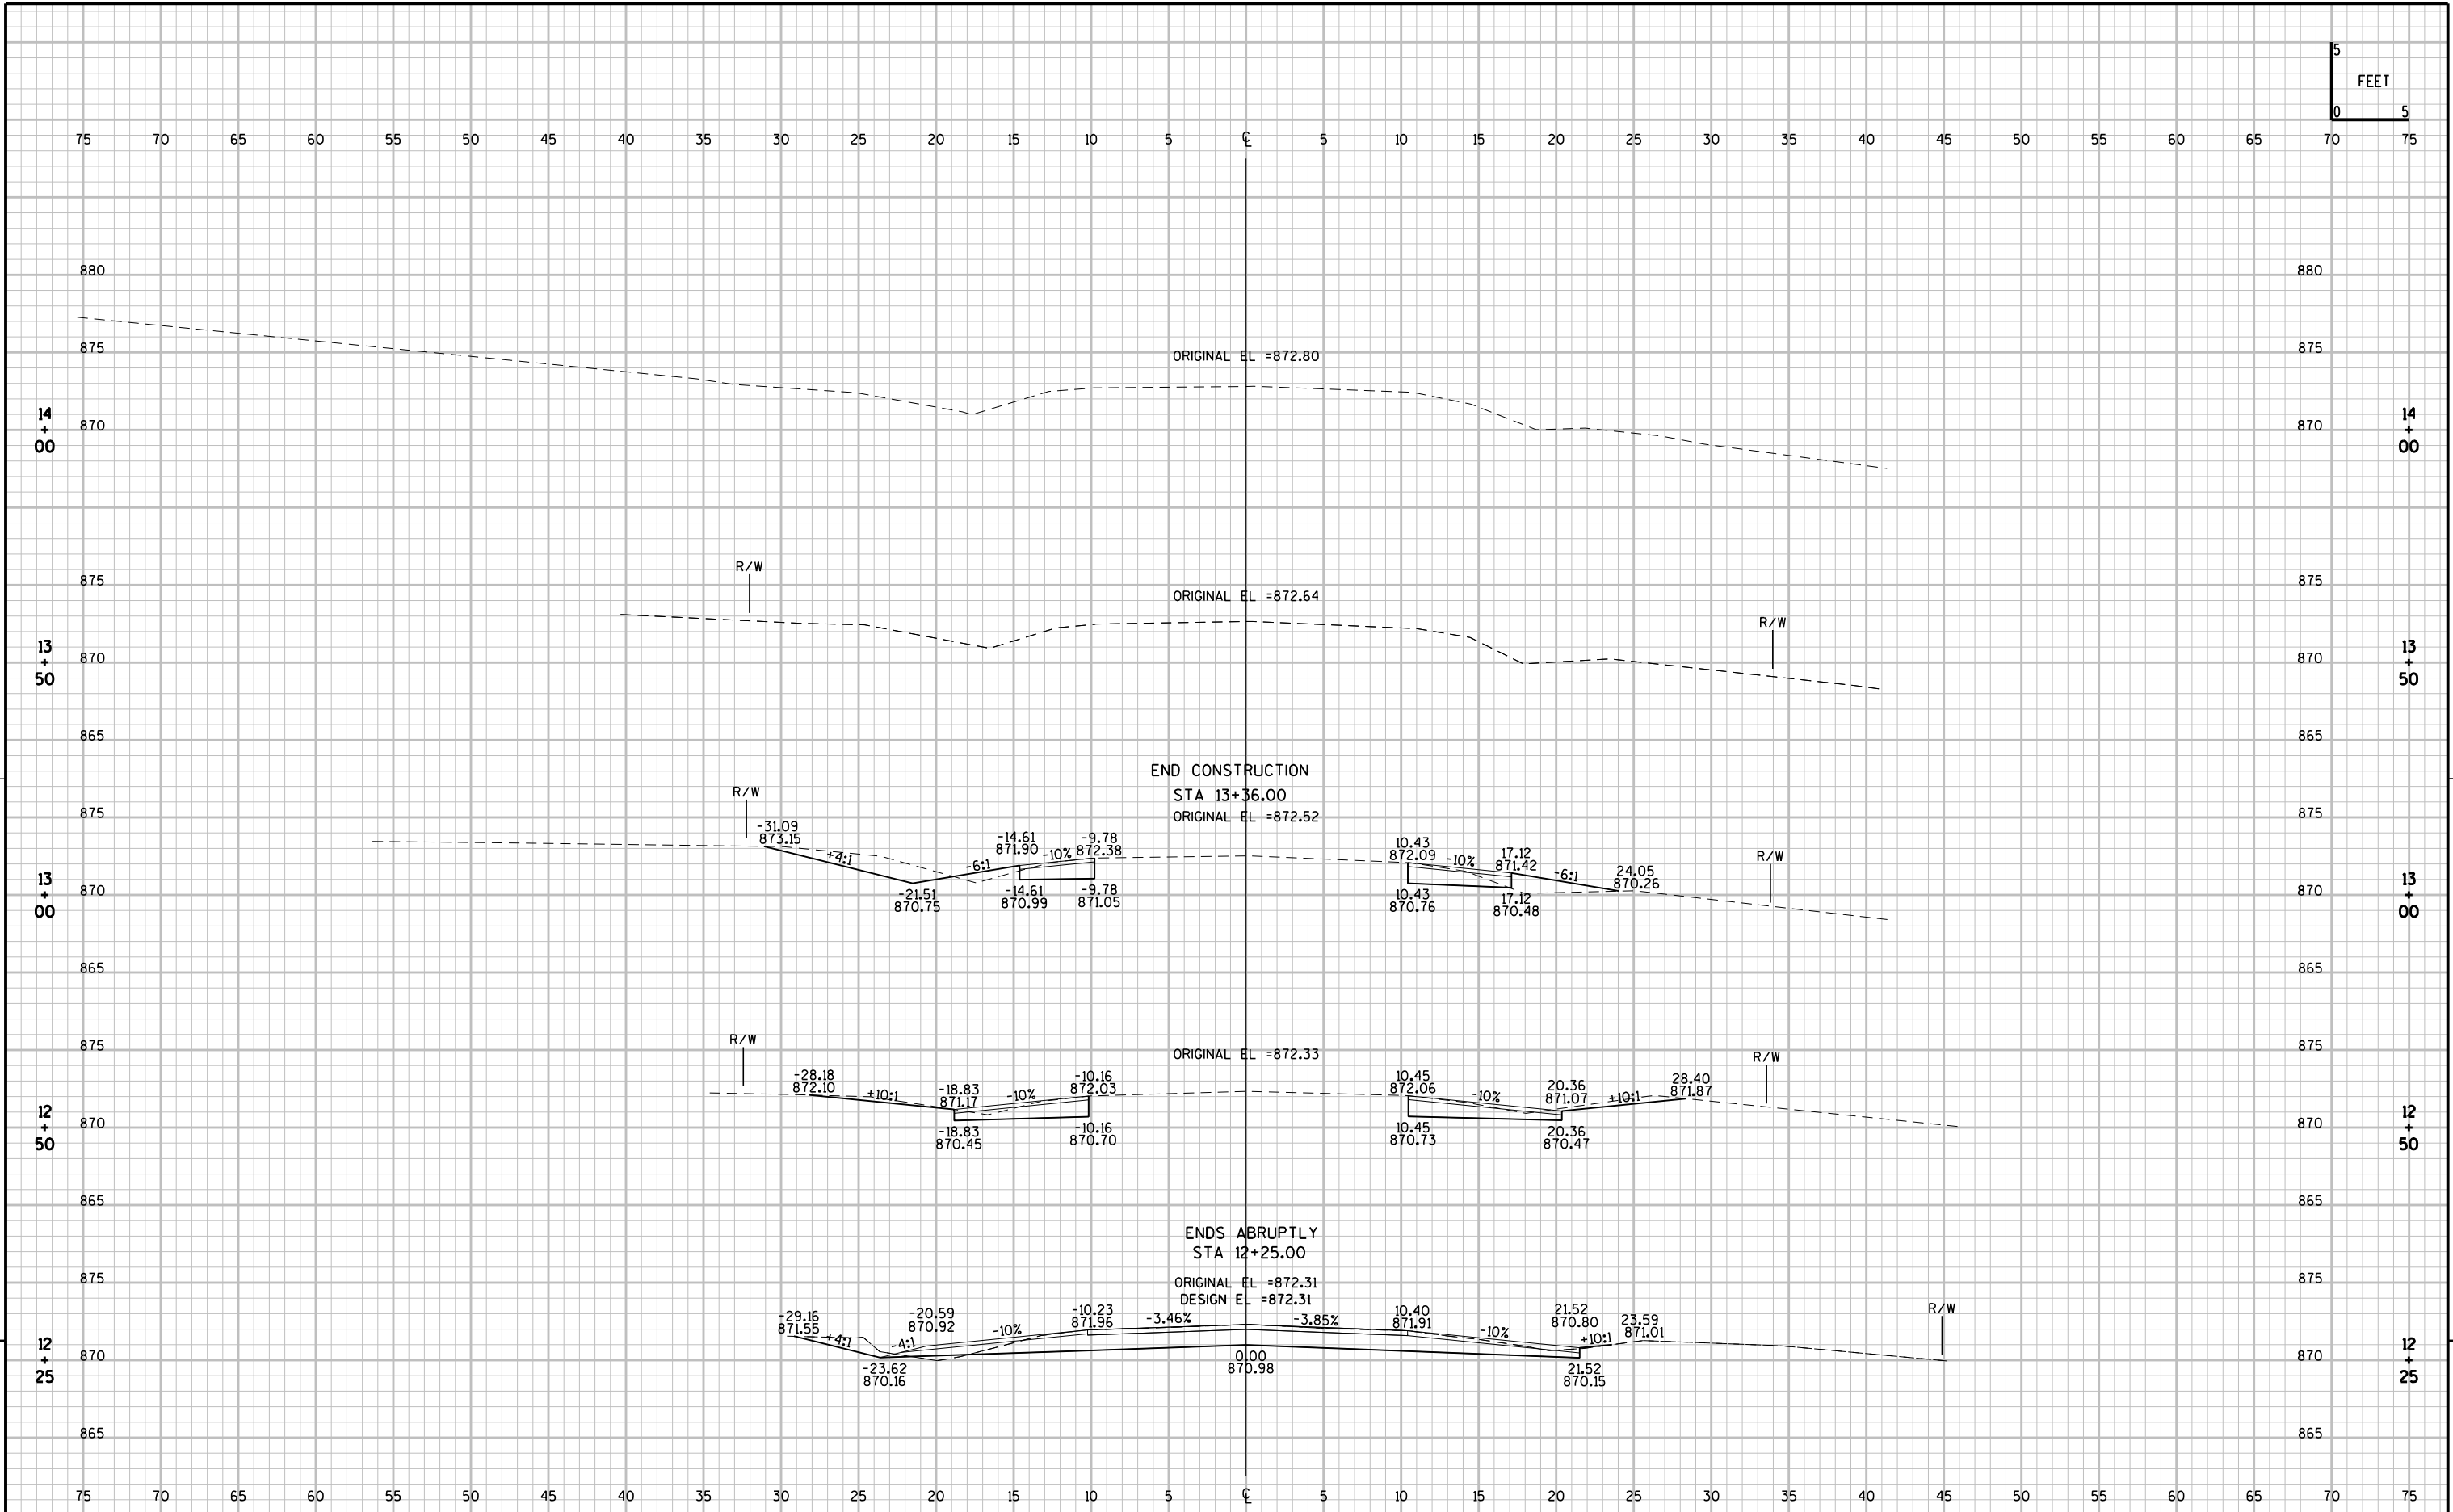 5
FEET
0 5
75 70 65 60 55 50 45 40 35 30 25 20 15 10 5 ℄ 5 10 15 20 25 30 35 40 45 50 55 60 65 70 75
880 880
875 ORIGINAL EL =872.80 875
14 + 00 870 870 14 + 00
R/W
875 875
ORIGINAL EL =872.64
R/W
13 + 50 870 870 13 + 50
865 865
END CONSTRUCTION
STA 13+36.00
R/W
875 ORIGINAL EL =872.52 875
-31.09 -14.61 -9.78 10.43 17.12 R/W
873.15 871.90 872.38 872.09 871.42
+4:1 -6:1 -10% -10% -6:1 24.05
870.26
13 + 00 870 870 13 + 00
-21.51 -14.61 -9.78 10.43 17.12
870.75 870.99 871.05 870.76 870.48
865 865
R/W
875 ORIGINAL EL =872.33 875
R/W
-28.18 -18.83 -10.16 10.45 20.36 28.40
872.10 871.17 872.03 872.06 871.07 871.87
+10:1 -10% -10% +10:1
12 + 50 870 870 12 + 50
-18.83 -10.16 10.45 20.36
870.45 870.70 870.73 870.47
865 865
ENDS ABRUPTLY
STA 12+25.00
875 ORIGINAL EL =872.31 875
DESIGN EL =872.31
R/W
-29.16 -20.59 -10.23 10.40 21.52 23.59
871.55 870.92 871.96 871.91 870.80 871.01
+4:1 -4:1 -10% -3.46% -3.85% -10% +10:1
12 + 25 870 870 12 + 25
-23.62 0.00 21.52
870.16 870.98 870.15
865 865
75 70 65 60 55 50 45 40 35 30 25 20 15 10 5 ℄ 5 10 15 20 25 30 35 40 45 50 55 60 65 70 75